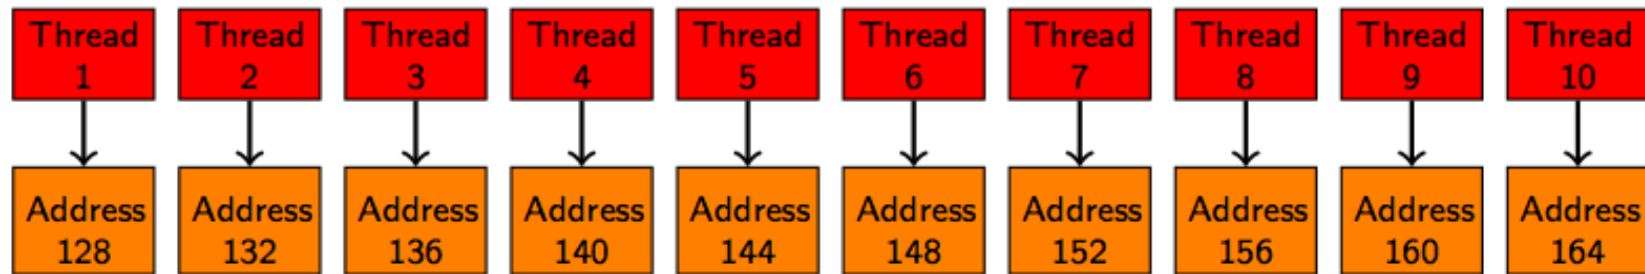 Thread Thread Thread Thread Thread Thread Thread Thread Thread Thread
1 2 3 4 5 6 7 8 9 10
Address Address Address Address Address Address Address Address Address Address
128 132 136 140 144 148 152 156 160 164